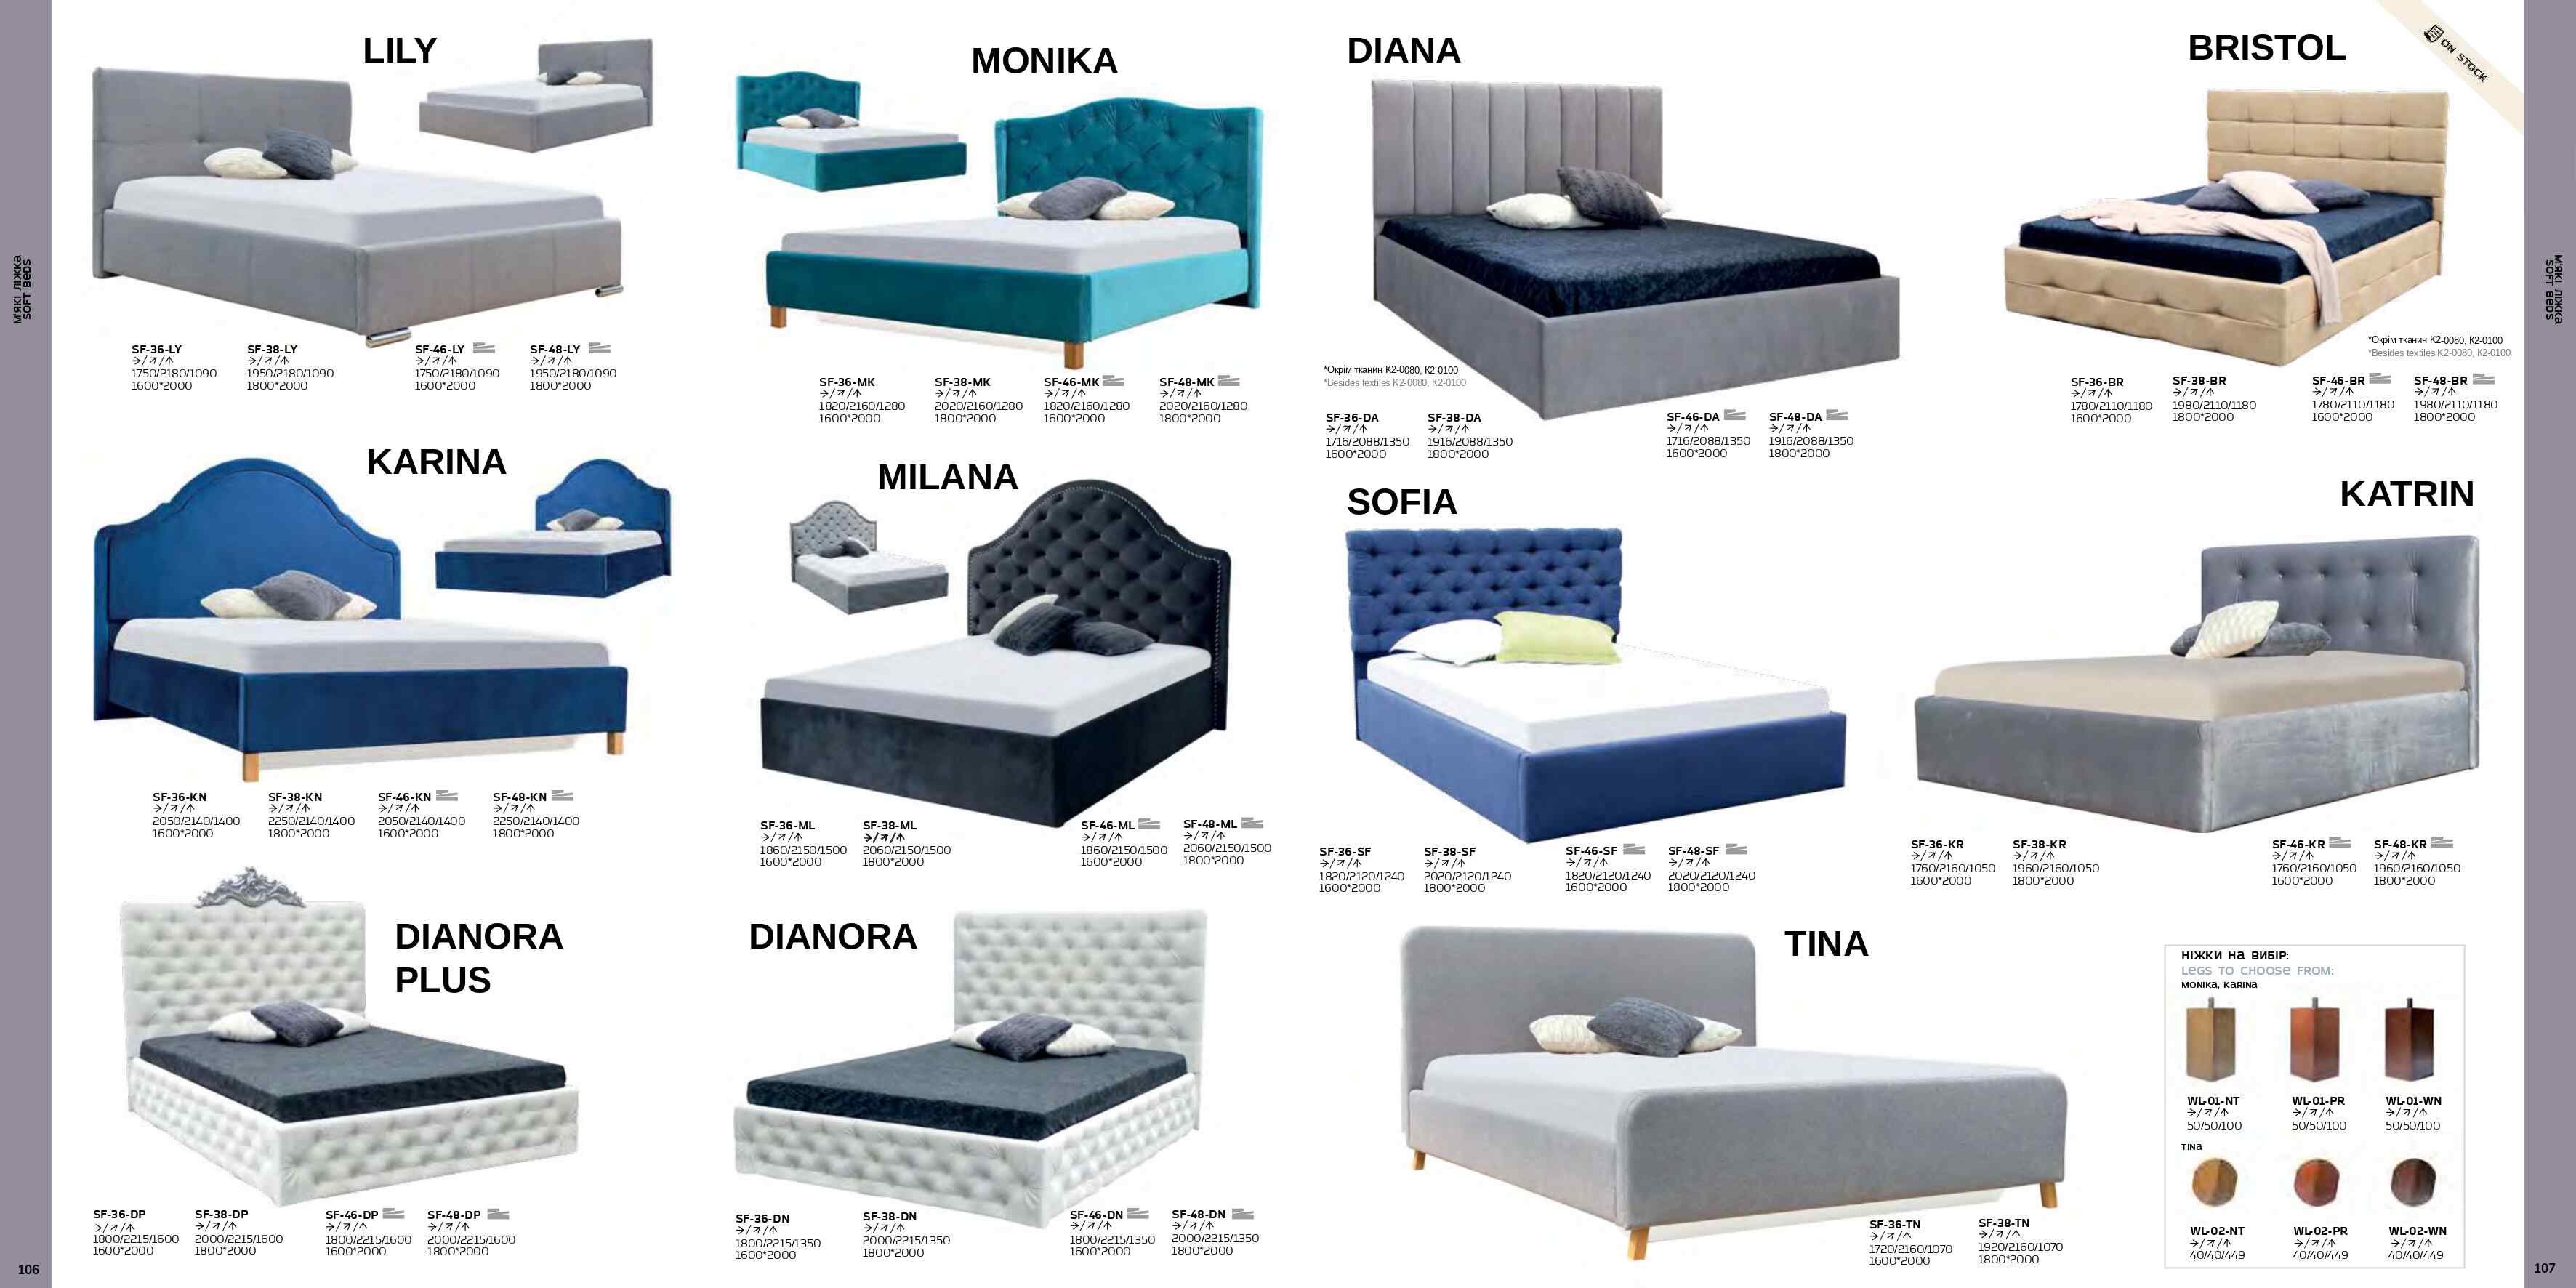 LILY
SF-36-LY
→/↗/↑
1750/2180/1090
1600*2000
SF-38-LY
→/↗/↑
1950/2180/1090
1800*2000
SF-46-LY
→/↗/↑
1750/2180/1090
1600*2000
SF-48-LY
→/↗/↑
1950/2180/1090
1800*2000
MONIKA
SF-36-MK
→/↗/↑
1820/2160/1280
1600*2000
SF-38-MK
→/↗/↑
2020/2160/1280
1800*2000
SF-46-MK
→/↗/↑
1820/2160/1280
1600*2000
SF-48-MK
→/↗/↑
2020/2160/1280
1800*2000
DIANA
*Окрім тканин K2-0080, K2-0100
*Besides textiles K2-0080, K2-0100
SF-36-DA
→/↗/↑
1716/2088/1350
1600*2000
SF-38-DA
→/↗/↑
1916/2088/1350
1800*2000
SF-46-DA
→/↗/↑
1716/2088/1350
1600*2000
SF-48-DA
→/↗/↑
1916/2088/1350
1800*2000
BRISTOL
ON STOCK
*Окрім тканин K2-0080, K2-0100
*Besides textiles K2-0080, K2-0100
SF-36-BR
→/↗/↑
1780/2110/1180
1600*2000
SF-38-BR
→/↗/↑
1980/2110/1180
1800*2000
SF-46-BR
→/↗/↑
1780/2110/1180
1600*2000
SF-48-BR
→/↗/↑
1980/2110/1180
1800*2000
М'ЯКІ ЛІЖКА
SOFT BEDS
М'ЯКІ ЛІЖКА
SOFT BEDS
KARINA
SF-36-KN
→/↗/↑
2050/2140/1400
1600*2000
SF-38-KN
→/↗/↑
2250/2140/1400
1800*2000
SF-46-KN
→/↗/↑
2050/2140/1400
1600*2000
SF-48-KN
→/↗/↑
2250/2140/1400
1800*2000
MILANA
SF-36-ML
→/↗/↑
1860/2150/1500
1600*2000
SF-38-ML
→/↗/↑
2060/2150/1500
1800*2000
SF-46-ML
→/↗/↑
1860/2150/1500
1600*2000
SF-48-ML
→/↗/↑
2060/2150/1500
1800*2000
SOFIA
SF-36-SF
→/↗/↑
1820/2120/1240
1600*2000
SF-38-SF
→/↗/↑
2020/2120/1240
1800*2000
SF-46-SF
→/↗/↑
1820/2120/1240
1600*2000
SF-48-SF
→/↗/↑
2020/2120/1240
1800*2000
KATRIN
SF-36-KR
→/↗/↑
1760/2160/1050
1600*2000
SF-38-KR
→/↗/↑
1960/2160/1050
1800*2000
SF-46-KR
→/↗/↑
1760/2160/1050
1600*2000
SF-48-KR
→/↗/↑
1960/2160/1050
1800*2000
DIANORA
PLUS
SF-36-DP
→/↗/↑
1800/2215/1600
1600*2000
SF-38-DP
→/↗/↑
2000/2215/1600
1800*2000
SF-46-DP
→/↗/↑
1800/2215/1600
1600*2000
SF-48-DP
→/↗/↑
2000/2215/1600
1800*2000
DIANORA
SF-36-DN
→/↗/↑
1800/2215/1350
1600*2000
SF-38-DN
→/↗/↑
2000/2215/1350
1800*2000
SF-46-DN
→/↗/↑
1800/2215/1350
1600*2000
SF-48-DN
→/↗/↑
2000/2215/1350
1800*2000
TINA
SF-36-TN
→/↗/↑
1720/2160/1070
1600*2000
SF-38-TN
→/↗/↑
1920/2160/1070
1800*2000
НІЖКИ НА ВИБІР:
LEGS TO CHOOSE FROM:
MONIKA, KARINA
WL-01-NT
→/↗/↑
50/50/100
WL-01-PR
→/↗/↑
50/50/100
WL-01-WN
→/↗/↑
50/50/100
TINA
WL-02-NT
→/↗/↑
40/40/449
WL-02-PR
→/↗/↑
40/40/449
WL-02-WN
→/↗/↑
40/40/449
106
107